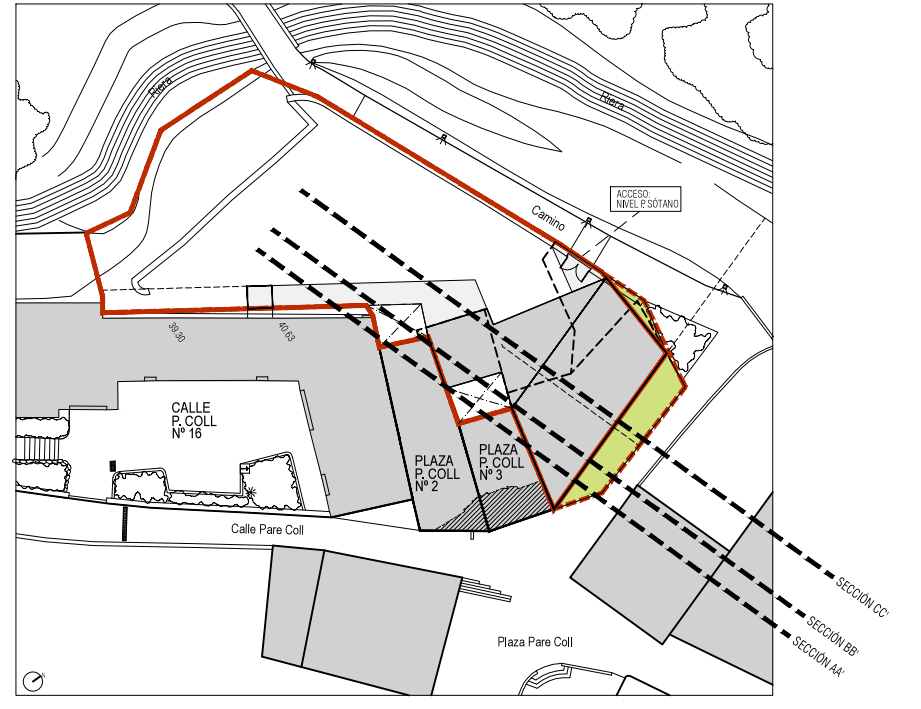 Riera
Riera
ACCESO:
NIVEL P. SÓTANO
Camino
39.30
40.63
CALLE
P. COLL
Nº 16
PLAZA
P. COLL
Nº 2
PLAZA
P. COLL
Nº 3
Calle Pare Coll
Plaza Pare Coll
SECCIÓN CC'
SECCIÓN BB'
SECCIÓN AA'
N